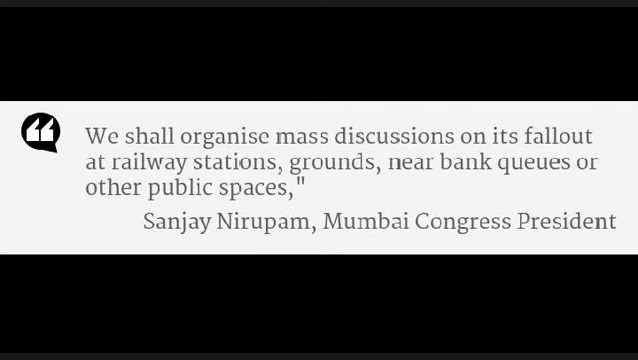 We shall organise mass discussions on its fallout
at railway stations, grounds, near bank queues or
other public spaces,"
Sanjay Nirupam, Mumbai Congress President